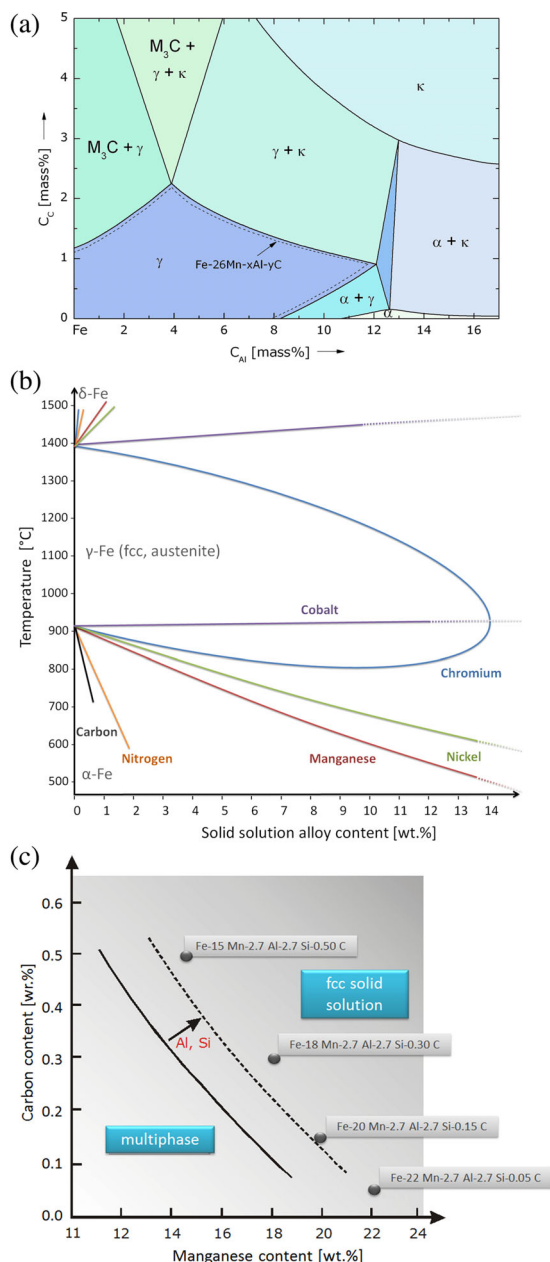 (a)
5
4
3
2
1
0
C_C [mass%]
M₃C +
γ + κ
κ
M₃C + γ
γ + κ
α + κ
γ
Fe-26Mn-xAl-yC
α + γ
α
Fe
2
4
6
8
10
12
14
16
C_Al [mass%]
(b)
1500
1400
1300
1200
1100
1000
900
800
700
600
500
Temperature [°C]
δ-Fe
γ-Fe (fcc, austenite)
Cobalt
Chromium
Carbon
Nitrogen
Manganese
Nickel
α-Fe
0
1
2
3
4
5
6
7
8
9
10
11
12
13
14
Solid solution alloy content [wt.%]
(c)
0.6
0.5
0.3
0.2
0.1
0.0
Carbon content [wr.%]
Fe-15 Mn-2.7 Al-2.7 Si-0.50 C
fcc solid
solution
Al, Si
Fe-18 Mn-2.7 Al-2.7 Si-0.30 C
multiphase
Fe-20 Mn-2.7 Al-2.7 Si-0.15 C
Fe-22 Mn-2.7 Al-2.7 Si-0.05 C
11
12
14
16
18
20
22
24
Manganese content [wt.%]